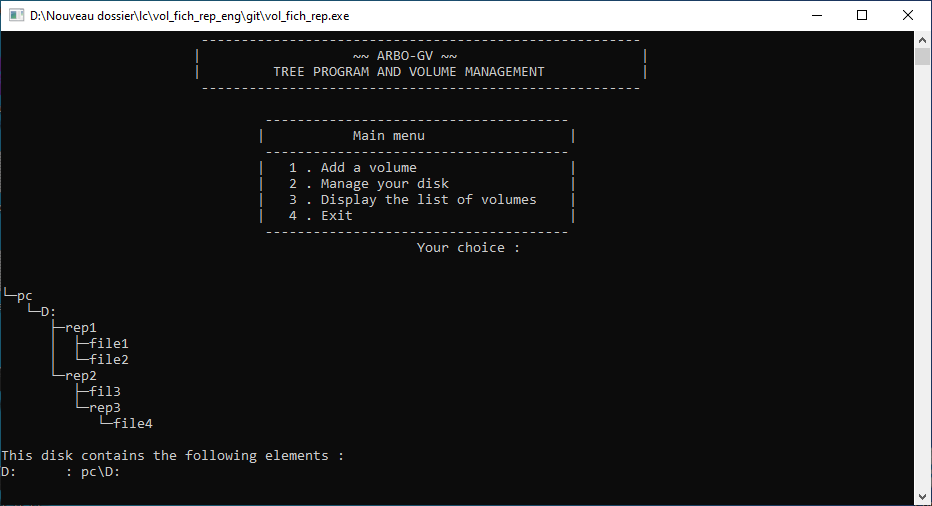 D:\Nouveau dossier\lc\vol_fich_rep_eng\git\vol_fich_rep.exe
~~ ARBO-GV ~~
TREE PROGRAM AND VOLUME MANAGEMENT
Main menu
1 . Add a volume
2 . Manage your disk
3 . Display the list of volumes
4 . Exit
Your choice :
└─pc
└─D:
├─rep1
│ ├─file1
│ └─file2
└─rep2
├─fil3
└─rep3
└─file4
This disk contains the following elements :
D: : pc\D: